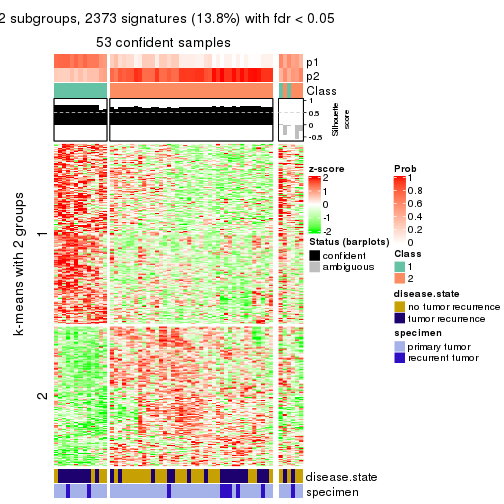 2 subgroups, 2373 signatures (13.8%) with fdr < 0.05
53 confident samples
p1
p2
Class
1
0.5
0
-0.5
Silhouette
score
k-means with 2 groups
1
2
z-score
2
1
0
-1
-2
Status (barplots)
confident
ambiguous
Prob
1
0.8
0.6
0.4
0.2
0
Class
1
2
disease.state
no tumor recurrence
tumor recurrence
specimen
primary tumor
recurrent tumor
disease.state
specimen